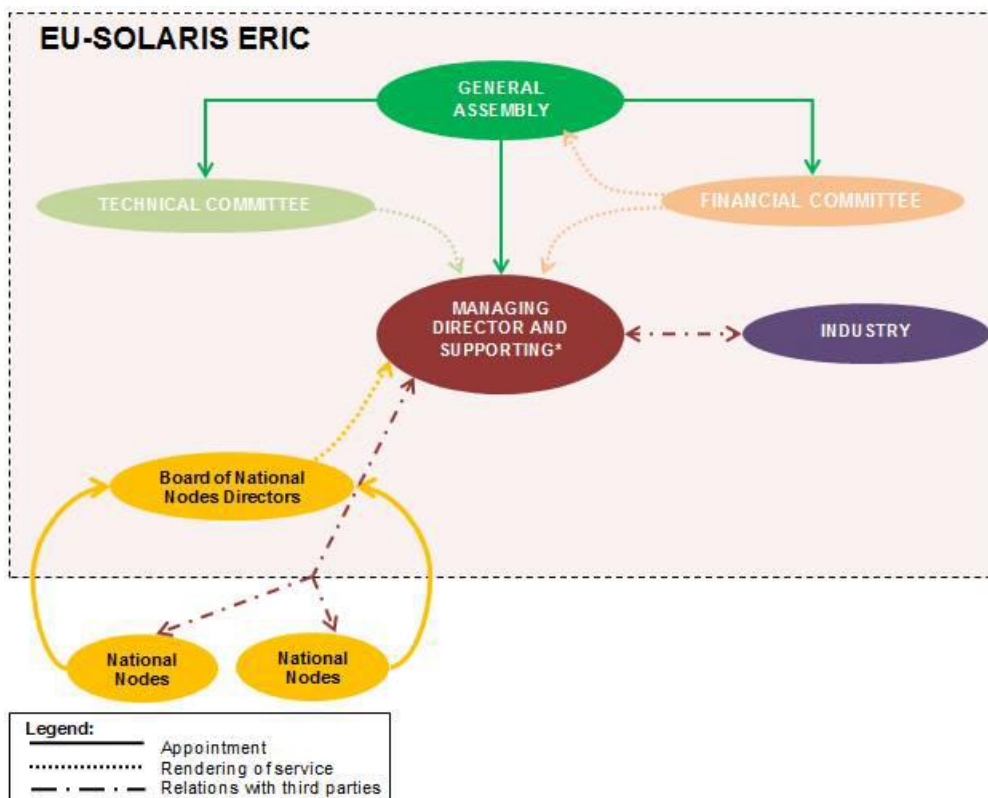 EU-SOLARIS ERIC
GENERAL
ASSEMBLY
TECHNICAL COMMITTEE
FINANCIAL COMMITTEE
MANAGING
DIRECTOR AND
SUPPORTING*
INDUSTRY
Board of National
Nodes Directors
National
Nodes
National
Nodes
Legend:
Appointment
Rendering of service
Relations with third parties